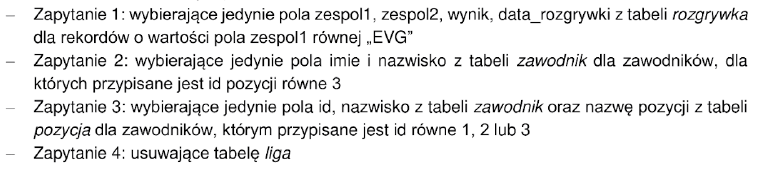 – Zapytanie 1: wybierające jedynie pola zespol1, zespol2, wynik, data_rozgrywki z tabeli rozgrywka
dla rekordów o wartości pola zespol1 równej „EVG”
– Zapytanie 2: wybierające jedynie pola imie i nazwisko z tabeli zawodnik dla zawodników, dla
których przypisane jest id pozycji równe 3
– Zapytanie 3: wybierające jedynie pola id, nazwisko z tabeli zawodnik oraz nazwę pozycji z tabeli
pozycja dla zawodników, którym przypisane jest id równe 1, 2 lub 3
– Zapytanie 4: usuwające tabelę liga